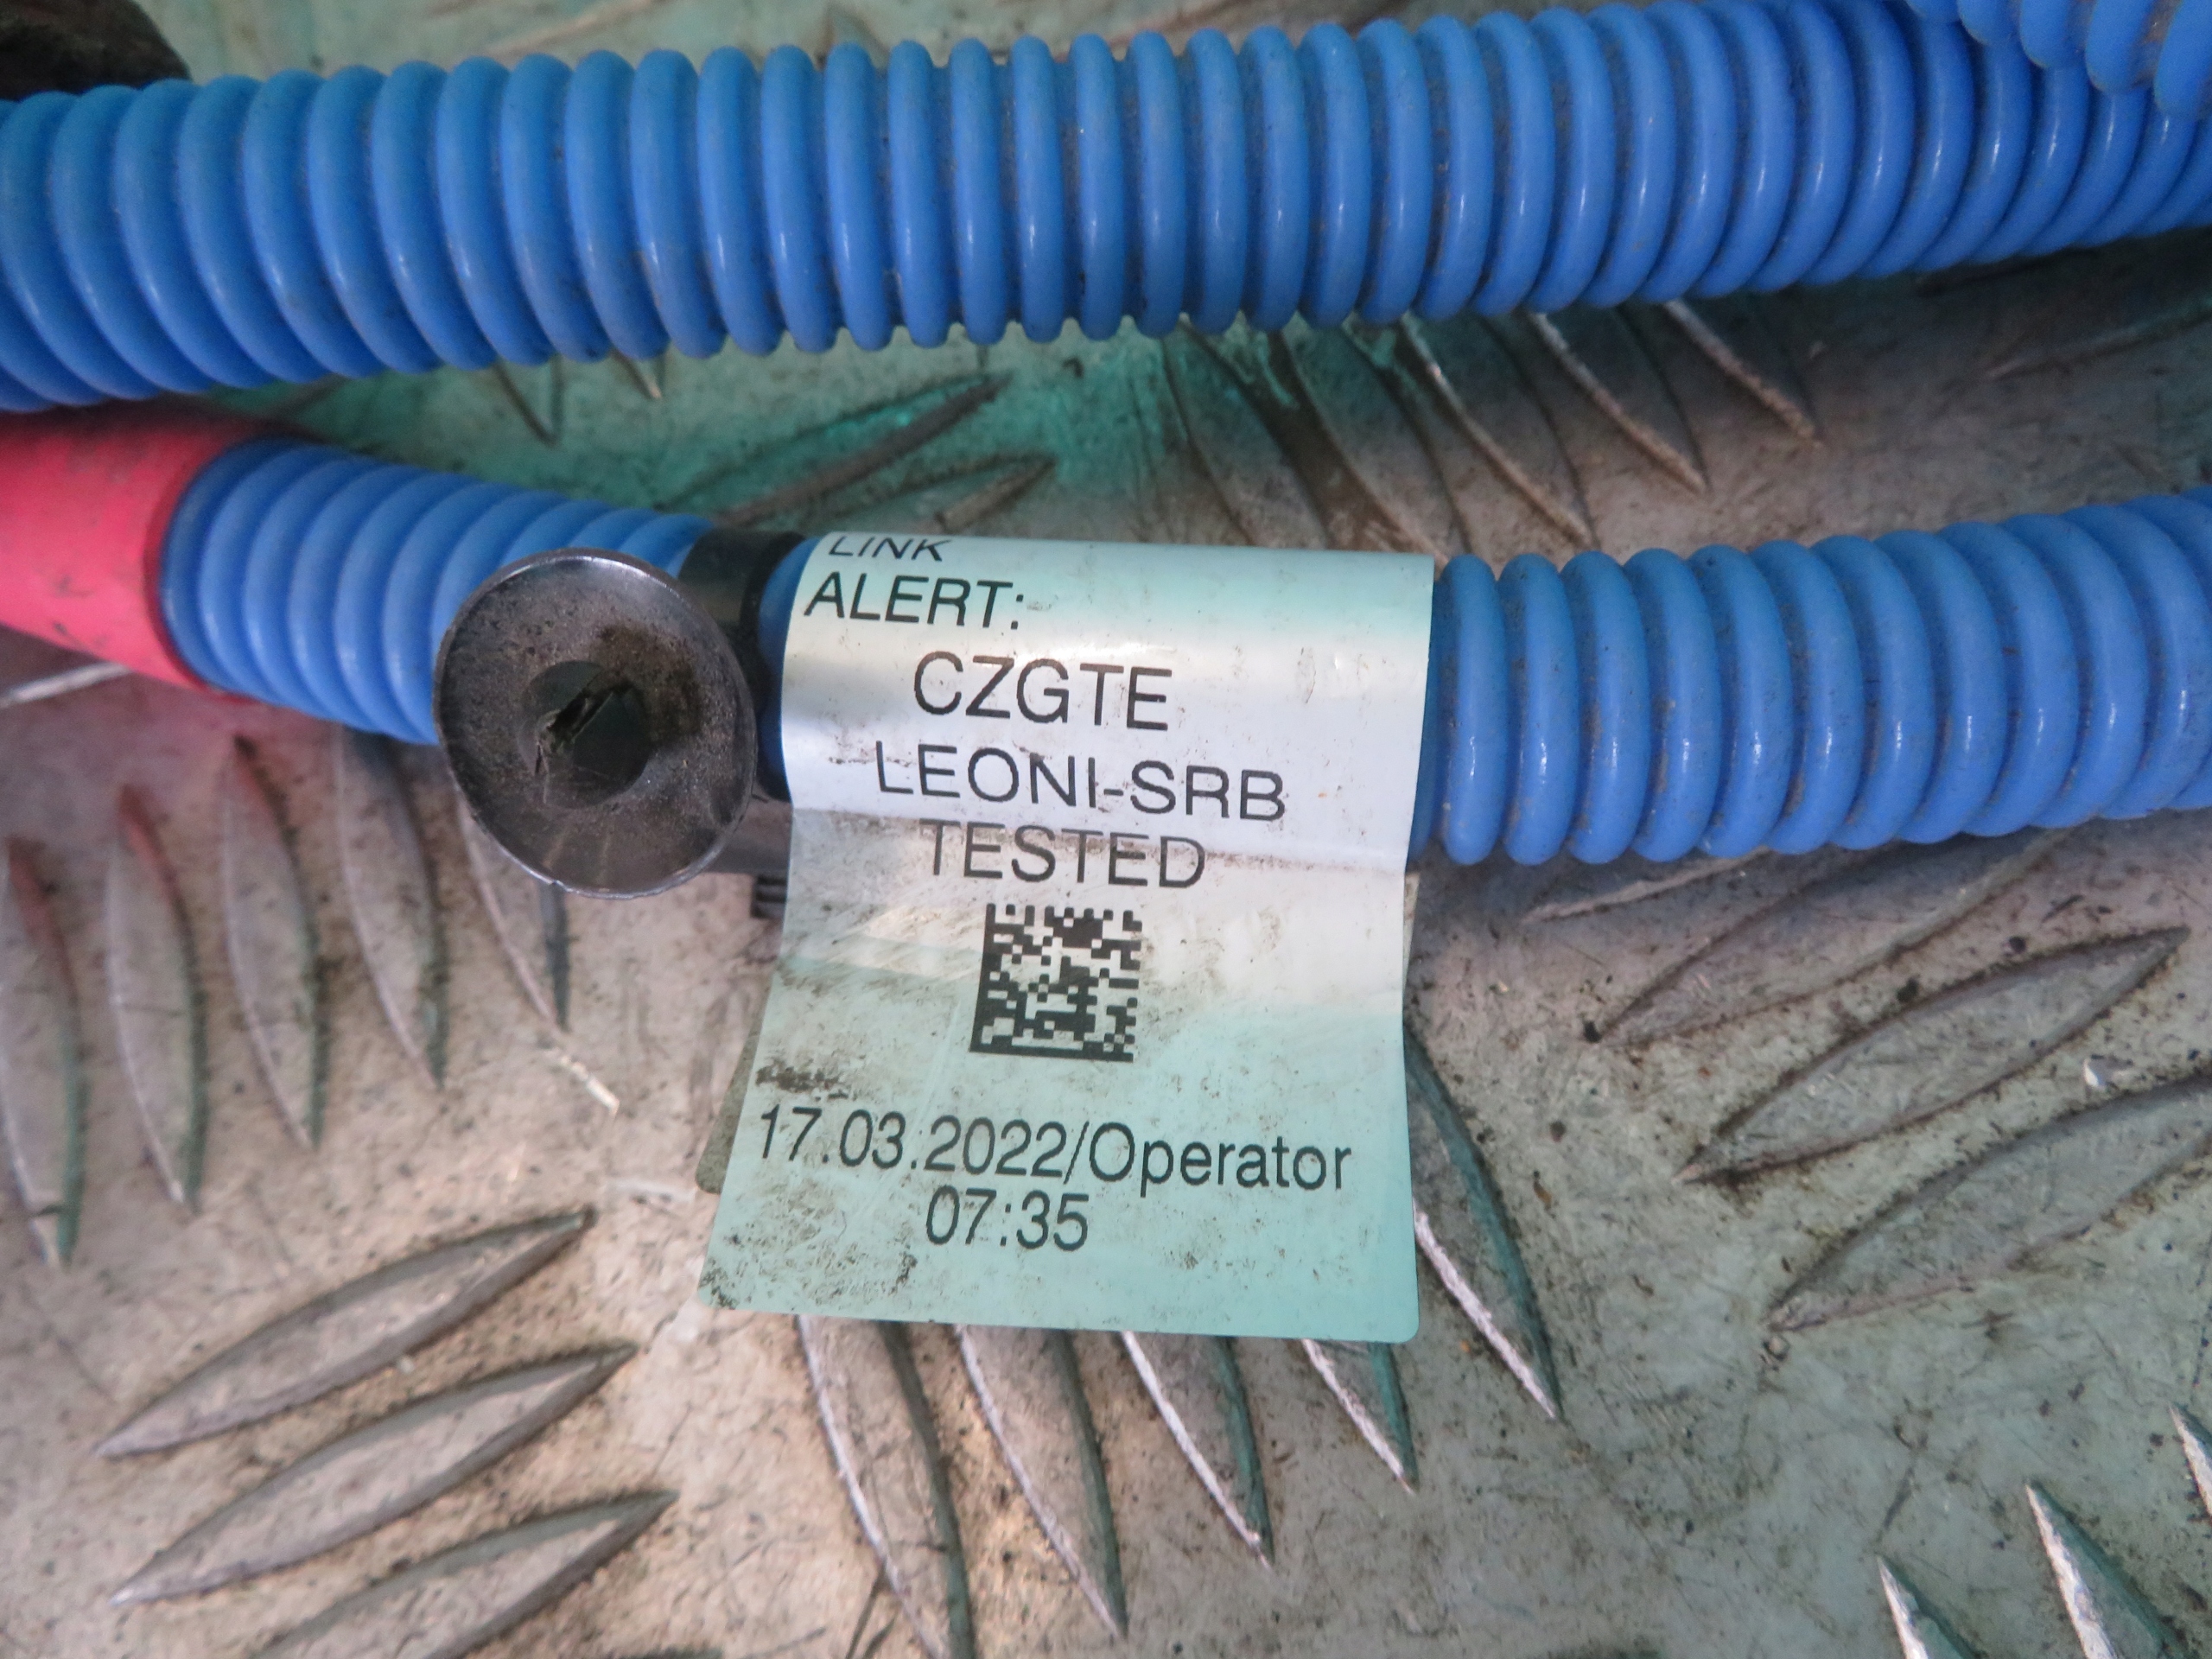 LINK
ALERT:
CZGTE
LEONI-SRB
TESTED
17.03.2022/Operator
07:35